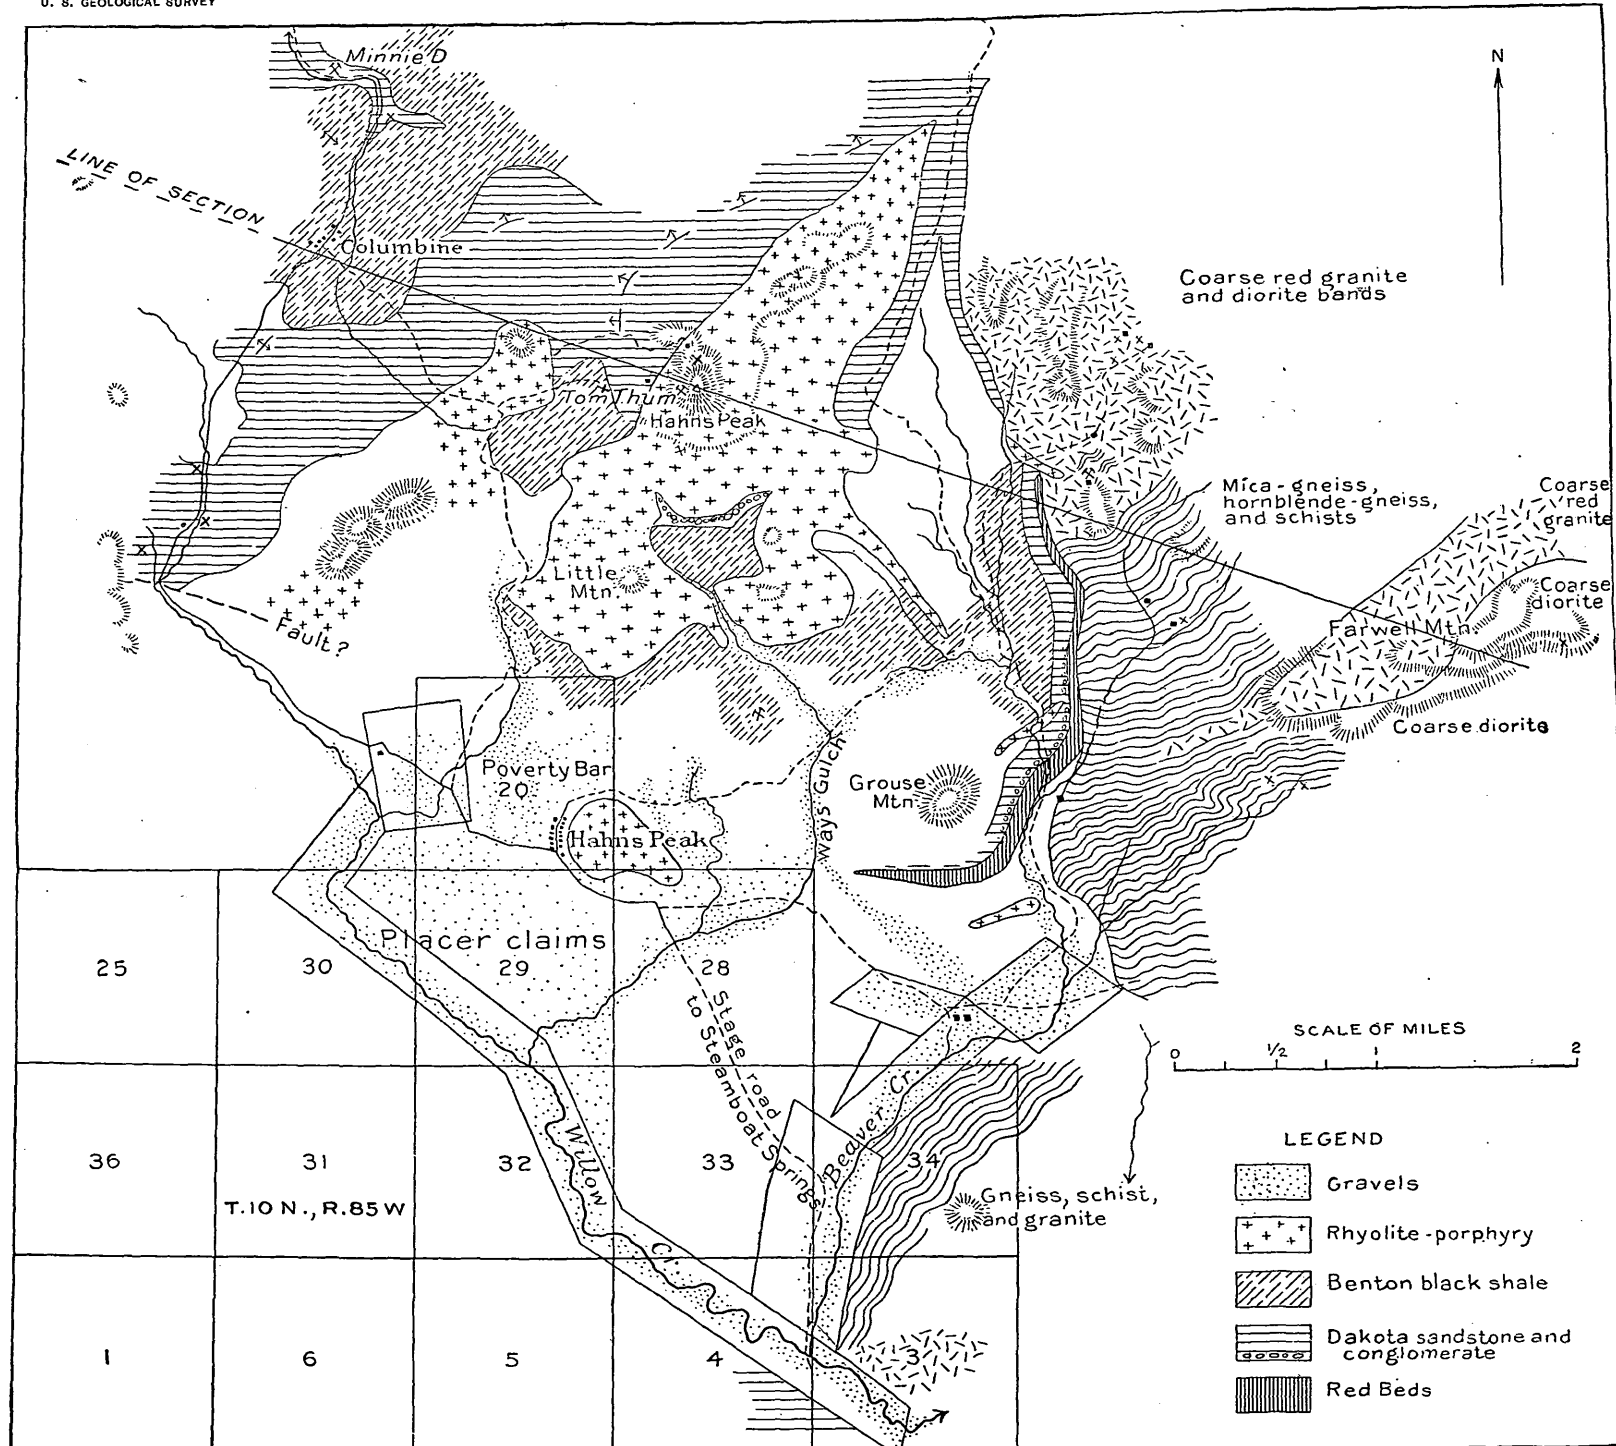 U. S. GEOLOGICAL SURVEY
Minnie D
N
LINE OF SECTION
Columbine
Coarse red granite
and diorite bands
Tom Thum
Hahns Peak
Mica-gneiss,
hornblende-gneiss,
and schists
Coarse
red
granite
Little
Mtn.
Coarse
diorite
Fault?
Farwell Mtn.
Coarse diorite
Poverty Bar
20
Ways Gulch
Grouse
Mtn
Hahns Peak
Placer claims
25
30
29
28
Stage road
to Steamboat Springs
SCALE OF MILES
0 1/2 1 2
Willow
Cr.
Beaver Cr.
36
31
32
33
34
T.10 N., R.85 W
Gneiss, schist,
and granite
LEGEND
Gravels
Rhyolite-porphyry
Benton black shale
Dakota sandstone and
conglomerate
Red Beds
1
6
5
4
3